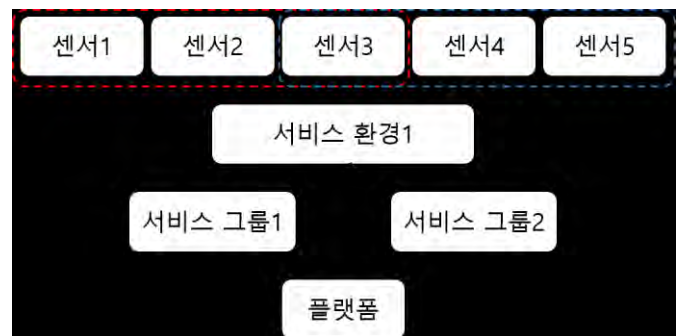 센서1 센서2 센서3 센서4 센서5
서비스 환경1
서비스 그룹1 서비스 그룹2
플랫폼